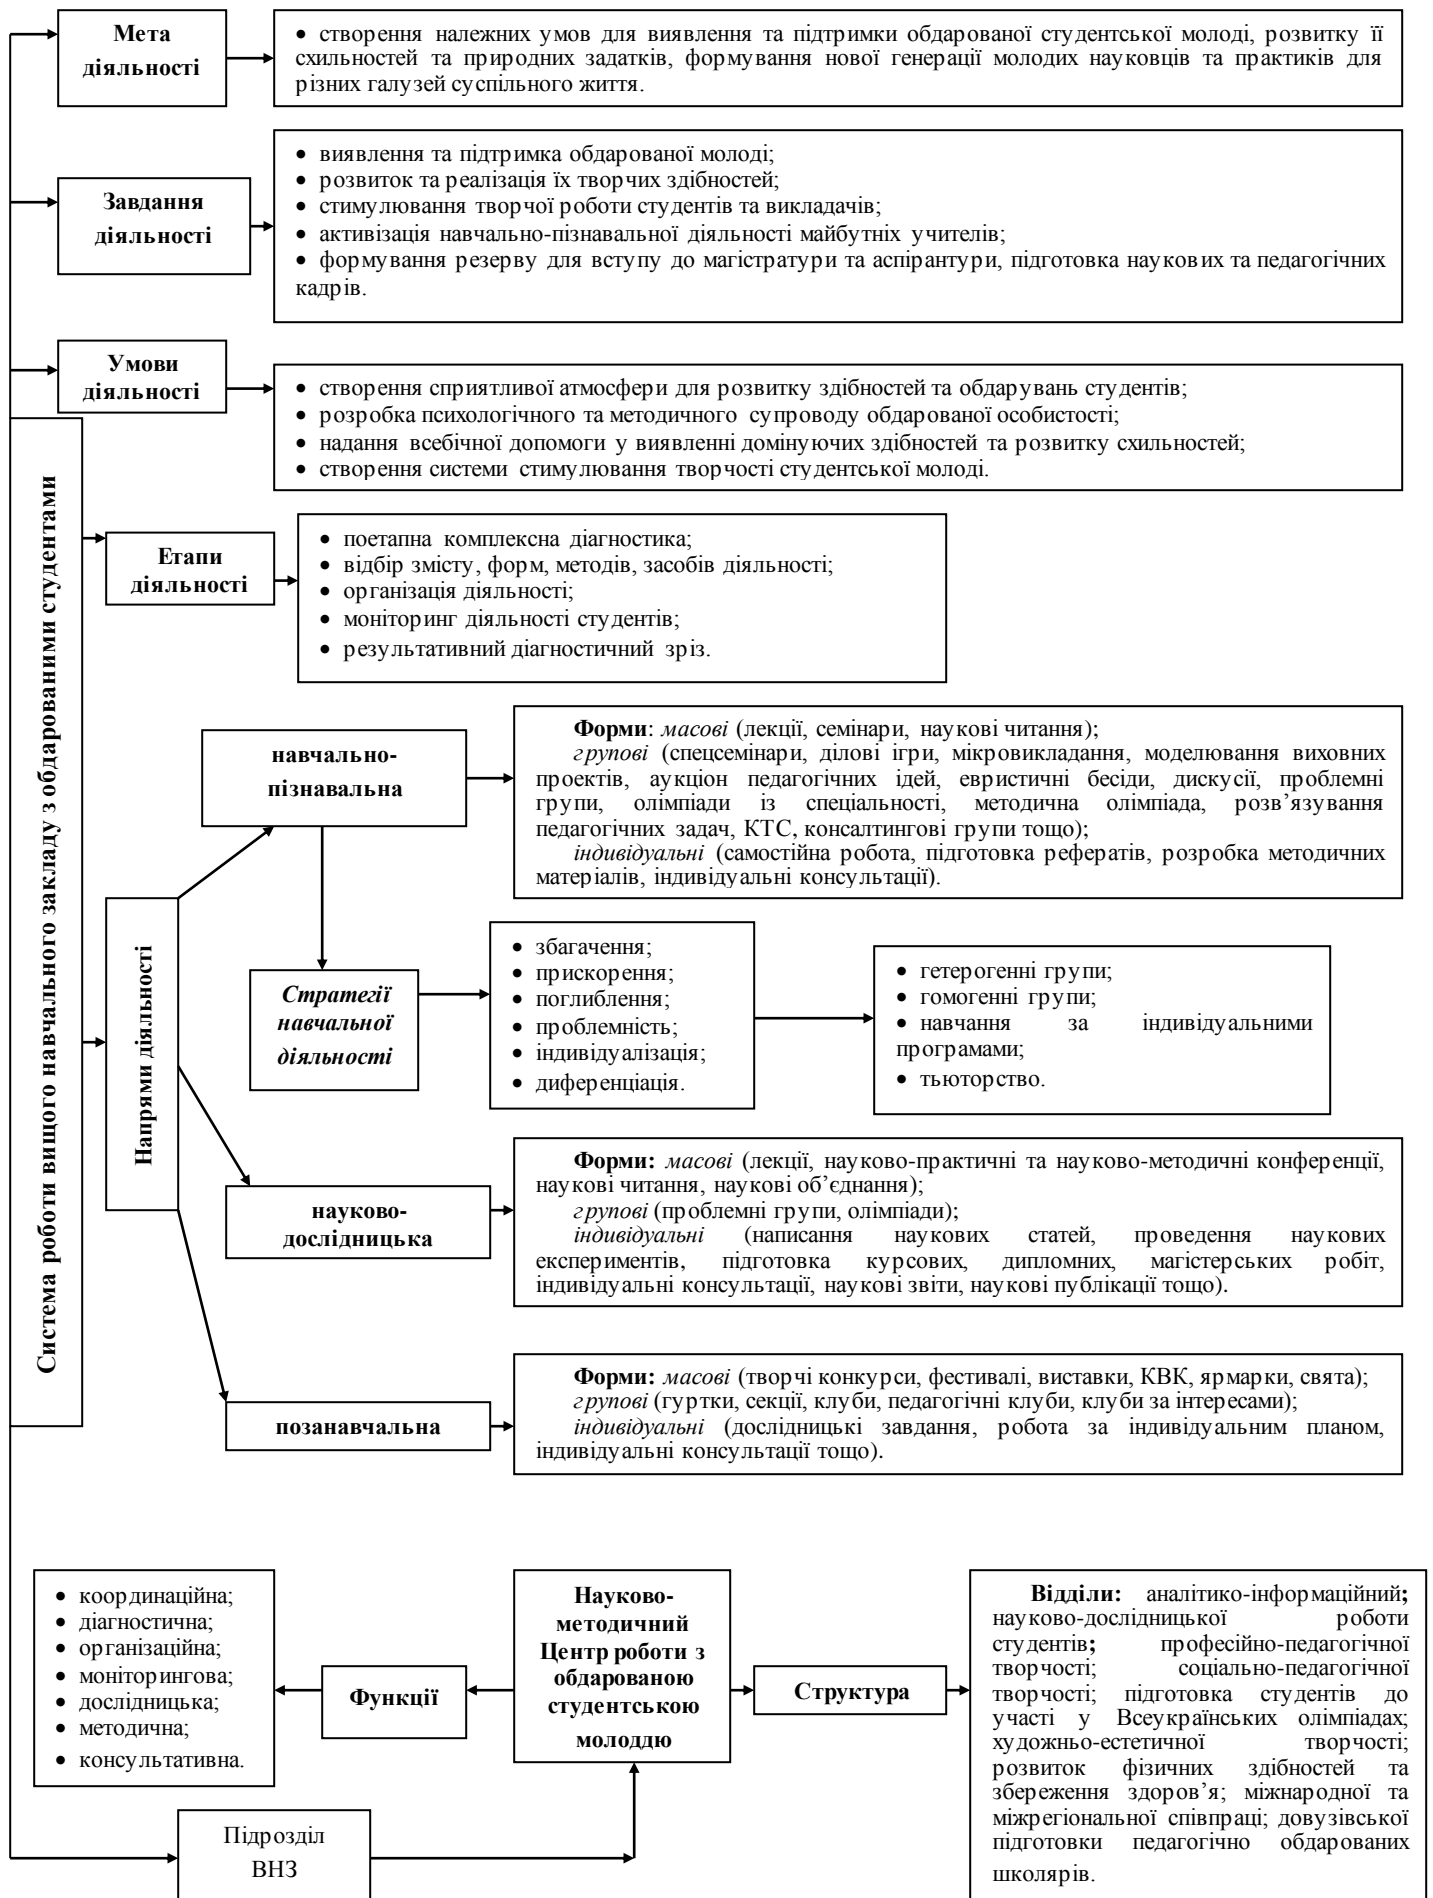 Мета
діяльності
• створення належних умов для виявлення та підтримки обдарованої студентської молоді, розвитку її
схильностей та природних задатків, формування нової генерації молодих науковців та практиків для
різних галузей суспільного життя.
Завдання
діяльності
• виявлення та підтримка обдарованої молоді;
• розвиток та реалізація їх творчих здібностей;
• стимулювання творчої роботи студентів та викладачів;
• активізація навчально-пізнавальної діяльності майбутніх учителів;
• формування резерву для вступу до магістратури та аспірантури, підготовка наукових та педагогічних
кадрів.
Умови
діяльності
• створення сприятливої атмосфери для розвитку здібностей та обдарувань студентів;
• розробка психологічного та методичного супроводу обдарованої особистості;
• надання всебічної допомоги у виявленні домінуючих здібностей та розвитку схильностей;
• створення системи стимулювання творчості студентської молоді.
Система роботи вищого навчального закладу з обдарованими студентами
Етапи
діяльності
• поетапна комплексна діагностика;
• відбір змісту, форм, методів, засобів діяльності;
• організація діяльності;
• моніторинг діяльності студентів;
• результативний діагностичний зріз.
Напрями діяльності
навчально-
пізнавальна
Форми: масові (лекції, семінари, наукові читання);
групові (спецсемінари, ділові ігри, мікровикладання, моделювання виховних
проектів, аукціон педагогічних ідей, евристичні бесіди, дискусії, проблемні
групи, олімпіади із спеціальності, методична олімпіада, розв’язування
педагогічних задач, КТС, консалтингові групи тощо);
індивідуальні (самостійна робота, підготовка рефератів, розробка методичних
матеріалів, індивідуальні консультації).
Стратегії
навчальної
діяльності
• збагачення;
• прискорення;
• поглиблення;
• проблемність;
• індивідуалізація;
• диференціація.
• гетерогенні групи;
• гомогенні групи;
• навчання за індивідуальними
програмами;
• тьюторство.
науково-
дослідницька
Форми: масові (лекції, науково-практичні та науково-методичні конференції,
наукові читання, наукові об’єднання);
групові (проблемні групи, олімпіади);
індивідуальні (написання наукових статей, проведення наукових
експериментів, підготовка курсових, дипломних, магістерських робіт,
індивідуальні консультації, наукові звіти, наукові публікації тощо).
позанавчальна
Форми: масові (творчі конкурси, фестивалі, виставки, КВК, ярмарки, свята);
групові (гуртки, секції, клуби, педагогічні клуби, клуби за інтересами);
індивідуальні (дослідницькі завдання, робота за індивідуальним планом,
індивідуальні консультації тощо).
• координаційна;
• діагностична;
• організаційна;
• моніторингова;
• дослідницька;
• методична;
• консультативна.
Функції
Науково-
методичний
Центр роботи з
обдарованою
студентською
молоддю
Структура
Відділи: аналітико-інформаційний;
науково-дослідницької роботи
студентів; професійно-педагогічної
творчості; соціально-педагогічної
творчості; підготовка студентів до
участі у Всеукраїнських олімпіадах;
художньо-естетичної творчості;
розвиток фізичних здібностей та
збереження здоров’я; міжнародної та
міжрегіональної співпраці; довузівської
підготовки педагогічно обдарованих
школярів.
Підрозділ
ВНЗ